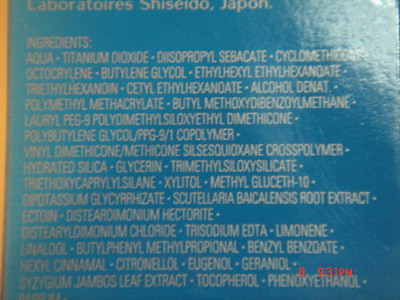 Laboratoires Shiseido, Japon.
INGREDIENTS:
AQUA • TITANIUM DIOXIDE • DIISOPROPYL SEBACATE • CYCLOMETHICONE
OCTOCRYLENE • BUTYLENE GLYCOL • ETHYLHEXYL ETHYLHEXANOATE
TRIETHYLHEXANOIN • CETYL ETHYLHEXANOATE • ALCOHOL DENAT.
POLYMETHYL METHACRYLATE • BUTYL METHOXYDIBENZOYLMETHANE •
LAURYL PEG-9 POLYDIMETHYLSILOXYETHYL DIMETHICONE •
POLYBUTYLENE GLYCOL/PPG-9/1 COPOLYMER •
VINYL DIMETHICONE/METHICONE SILSESQUIOXANE CROSSPOLYMER •
HYDRATED SILICA • GLYCERIN • TRIMETHYLSILOXYSILICATE •
TRIETHOXYCAPRYLYLSILANE • XYLITOL • METHYL GLUCETH-10 •
DIPOTASSIUM GLYCYRRHIZATE • SCUTELLARIA BAICALENSIS ROOT EXTRACT •
ECTOIN • DISTEARDIMONIUM HECTORITE •
DISTEARYLDIMONIUM CHLORIDE • TRISODIUM EDTA • LIMONENE •
LINALOOL • BUTYLPHENYL METHYLPROPIONAL • BENZYL BENZOATE •
HEXYL CINNAMAL • CITRONELLOL • EUGENOL • GERANIOL •
SYZYGIUM JAMBOS LEAF EXTRACT • TOCOPHEROL • PHENOXYETHANOL •
PARFUM
9:31PM